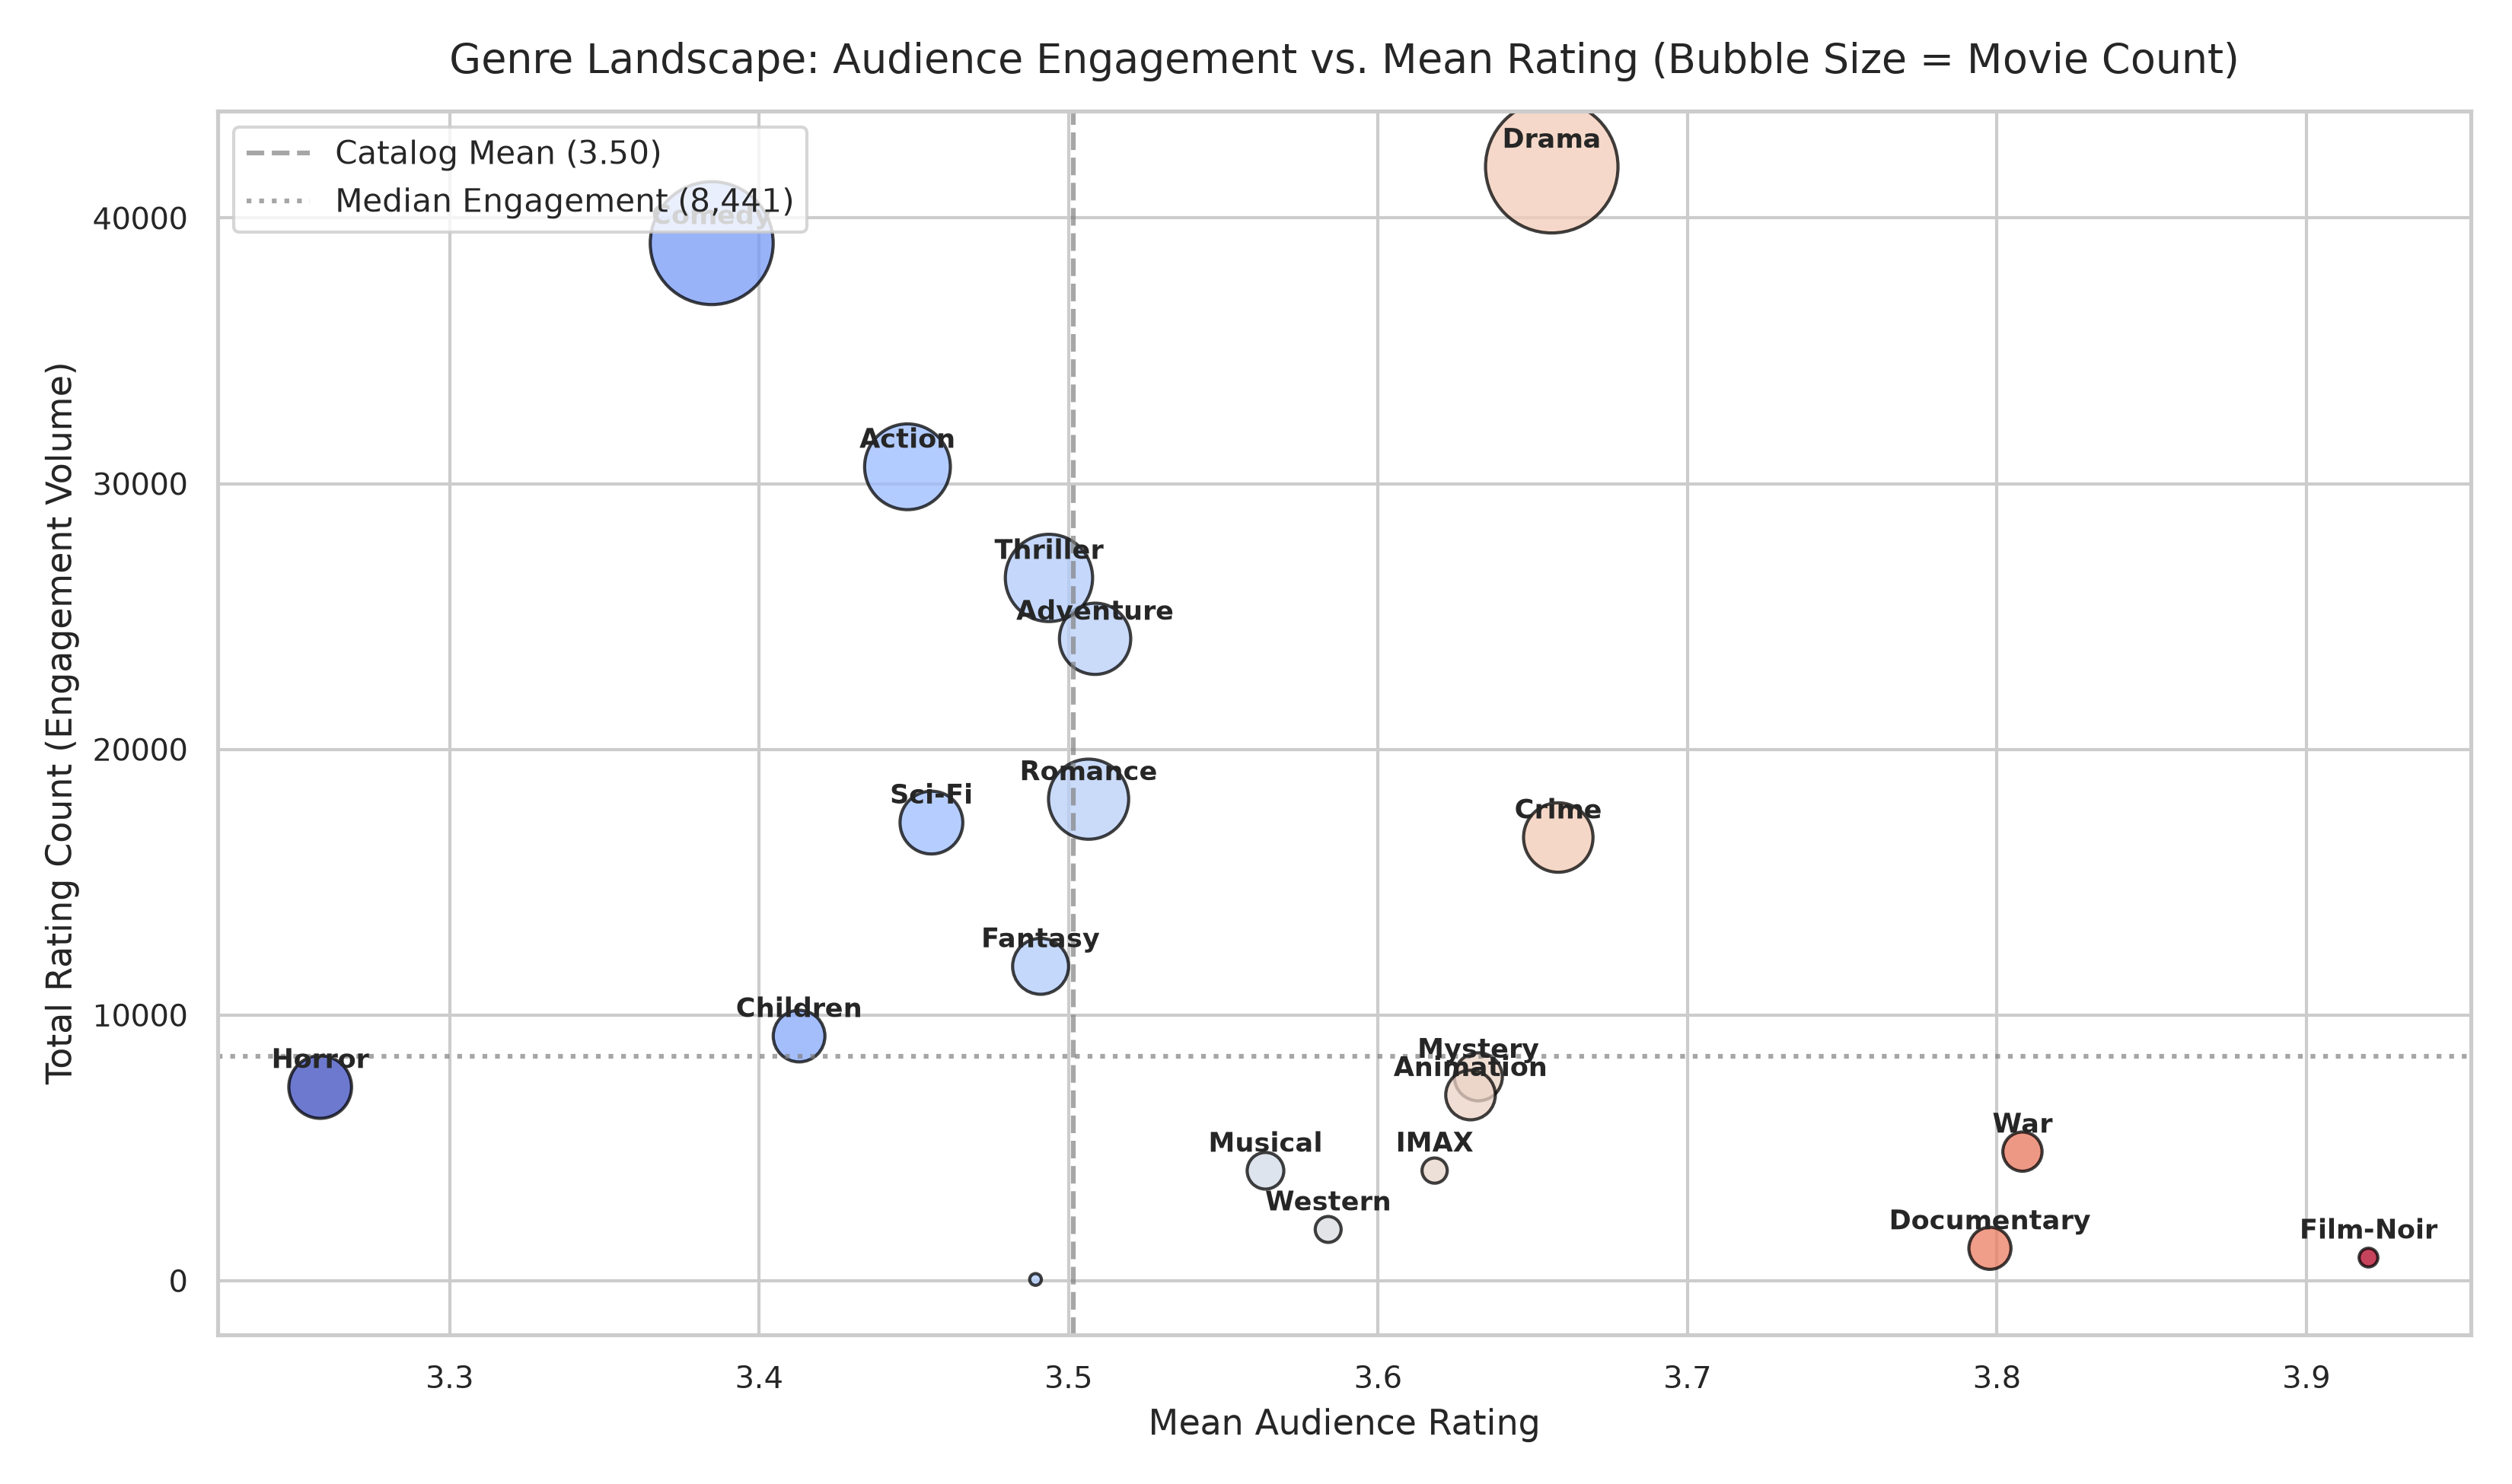 Genre Landscape: Audience Engagement vs. Mean Rating (Bubble Size = Movie Count)
Catalog Mean (3.50)
Median Engagement (8,441)
Comedy
Drama
Action
Thriller
Adventure
Romance
Sci-Fi
Crime
Fantasy
Children
Horror
Mystery
Animation
Musical
IMAX
War
Western
Documentary
Film-Noir
Total Rating Count (Engagement Volume)
40000
30000
20000
10000
0
3.3
3.4
3.5
3.6
3.7
3.8
3.9
Mean Audience Rating